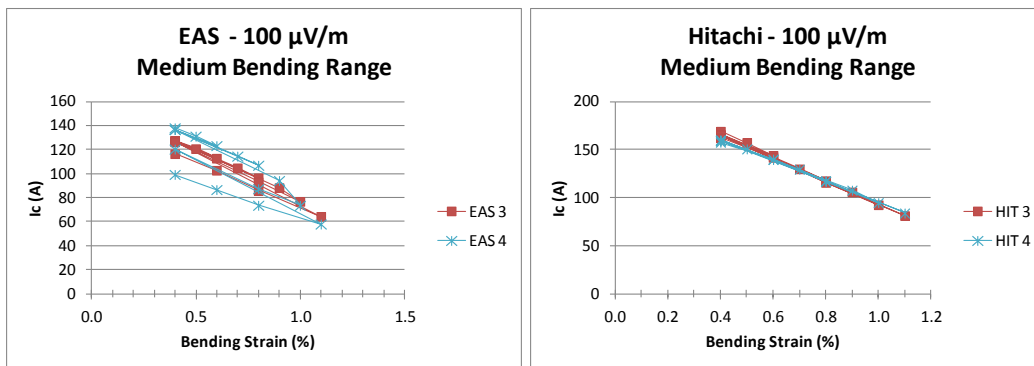 EAS - 100 µV/m
Medium Bending Range
160
140
120
100
80
60
40
20
0
Ic (A)
0.0 0.5 1.0 1.5
Bending Strain (%)
EAS 3
EAS 4
Hitachi - 100 µV/m
Medium Bending Range
200
150
100
50
0
Ic (A)
0.0 0.2 0.4 0.6 0.8 1.0 1.2
Bending Strain (%)
HIT 3
HIT 4